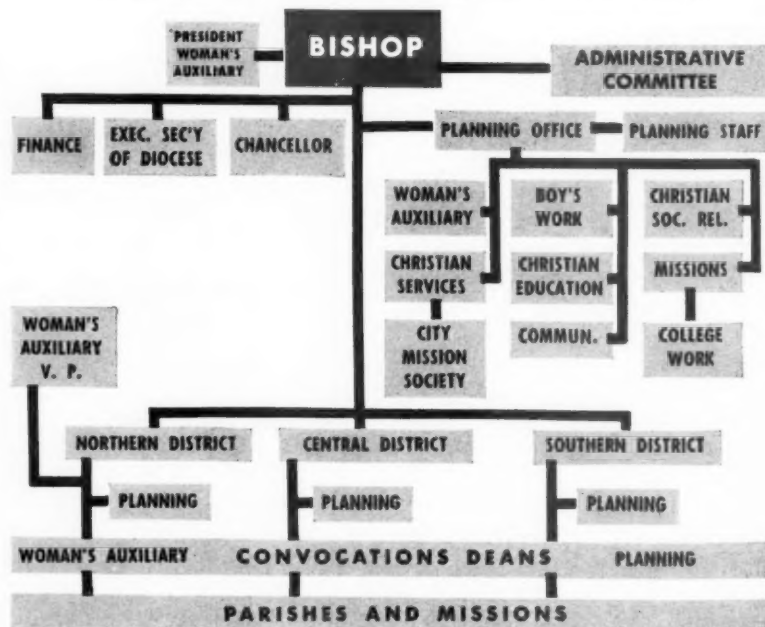 PRESIDENT
WOMAN'S
AUXILIARY
BISHOP
ADMINISTRATIVE
COMMITTEE
FINANCE
EXEC. SEC'Y
OF DIOCESE
CHANCELLOR
PLANNING OFFICE
PLANNING STAFF
WOMAN'S
AUXILIARY
BOY'S
WORK
CHRISTIAN
SOC. REL.
CHRISTIAN
SERVICES
CHRISTIAN
EDUCATION
MISSIONS
CITY
MISSION
SOCIETY
COMMUN.
COLLEGE
WORK
WOMAN'S
AUXILIARY
V. P.
NORTHERN DISTRICT
CENTRAL DISTRICT
SOUTHERN DISTRICT
PLANNING
PLANNING
PLANNING
WOMAN'S AUXILIARY CONVOCATIONS DEANS PLANNING
PARISHES AND MISSIONS